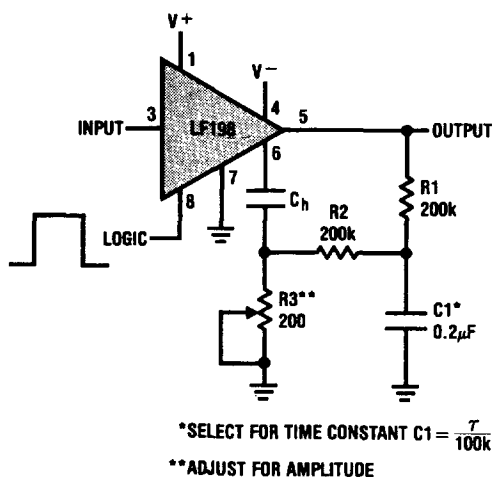 V+
1
V−
3
4
5
INPUT
LF198
OUTPUT
6
7
8
R1
200k
Ch
R2
200k
LOGIC
R3**
200
C1*
0.2μF
*SELECT FOR TIME CONSTANT C1 = τ/100k
**ADJUST FOR AMPLITUDE